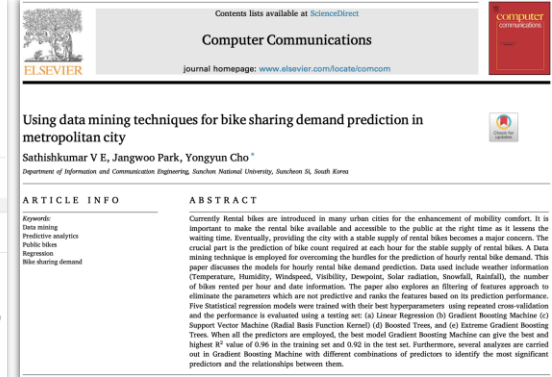 Contents lists available at ScienceDirect
computer
communications
Computer Communications
ELSEVIER
journal homepage: www.elsevier.com/locate/comcom
Using data mining techniques for bike sharing demand prediction in
metropolitan city
Check for
updates
Sathishkumar V E, Jangwoo Park, Yongyun Cho *
Department of Information and Communication Engineering, Sunchon National University, Suncheon Si, South Korea
ARTICLE INFO
Keywords:
Data mining
Predictive analytics
Public bikes
Regression
Bike sharing demand
ABSTRACT
Currently Rental bikes are introduced in many urban cities for the enhancement of mobility comfort. It is
important to make the rental bike available and accessible to the public at the right time as it lessens the
waiting time. Eventually, providing the city with a stable supply of rental bikes becomes a major concern. The
crucial part is the prediction of bike count required at each hour for the stable supply of rental bikes. A Data
mining technique is employed for overcoming the hurdles for the prediction of hourly rental bike demand. This
paper discusses the models for hourly rental bike demand prediction. Data used include weather information
(Temperature, Humidity, Windspeed, Visibility, Dewpoint, Solar radiation, Snowfall, Rainfall), the number
of bikes rented per hour and date information. The paper also explores an filtering of features approach to
eliminate the parameters which are not predictive and ranks the features based on its prediction performance.
Five Statistical regression models were trained with their best hyperparameters using repeated cross-validation
and the performance is evaluated using a testing set: (a) Linear Regression (b) Gradient Boosting Machine (c)
Support Vector Machine (Radial Basis Function Kernel) (d) Boosted Trees, and (e) Extreme Gradient Boosting
Trees. When all the predictors are employed, the best model Gradient Boosting Machine can give the best and
highest R² value of 0.96 in the training set and 0.92 in the test set. Furthermore, several analyzes are carried
out in Gradient Boosting Machine with different combinations of predictors to identify the most significant
predictors and the relationships between them.